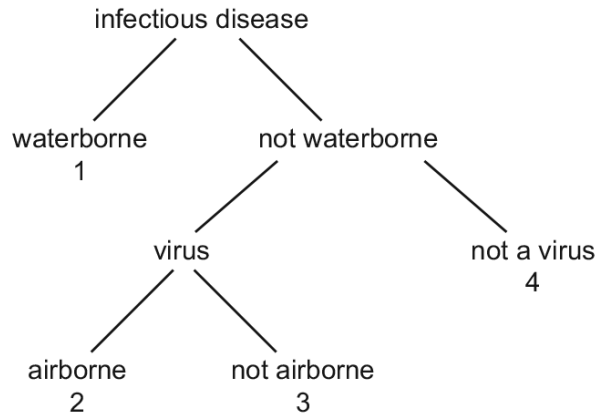 infectious disease
waterborne
1
not waterborne
virus
not a virus
4
airborne
2
not airborne
3